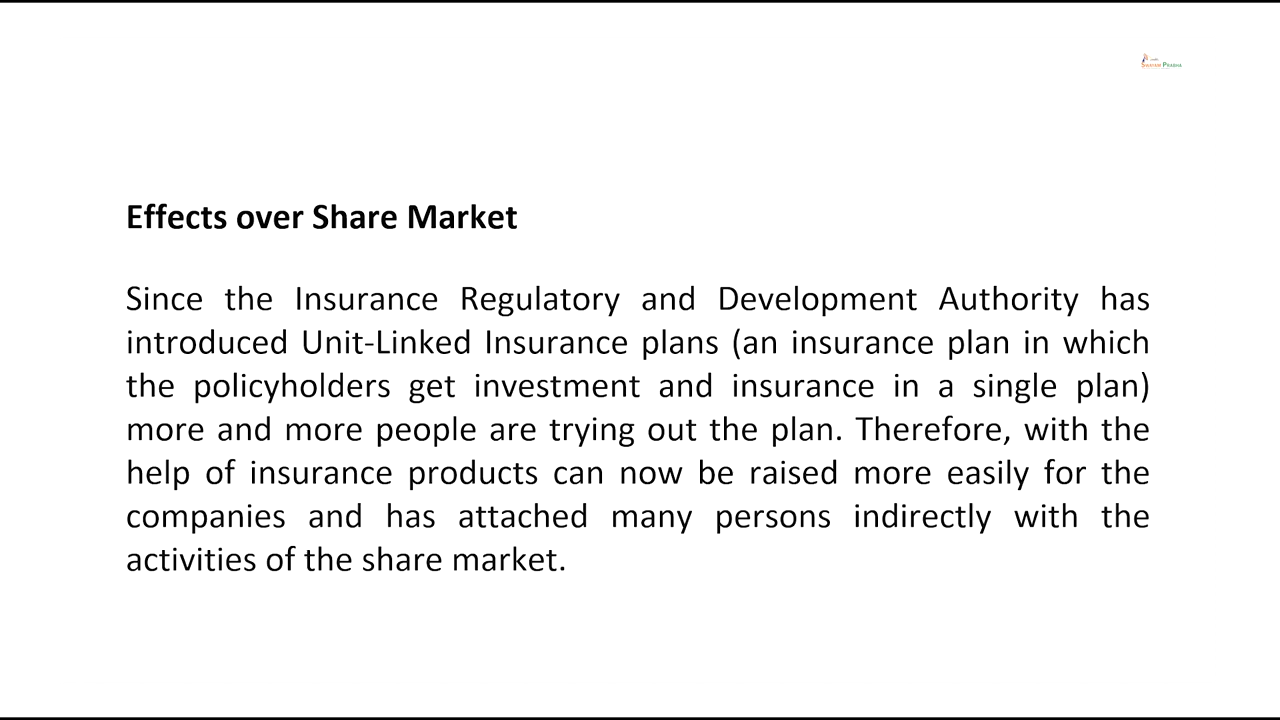 SWAYAM PRABHA
Effects over Share Market
Since the Insurance Regulatory and Development Authority has
introduced Unit-Linked Insurance plans (an insurance plan in which
the policyholders get investment and insurance in a single plan)
more and more people are trying out the plan. Therefore, with the
help of insurance products can now be raised more easily for the
companies and has attached many persons indirectly with the
activities of the share market.